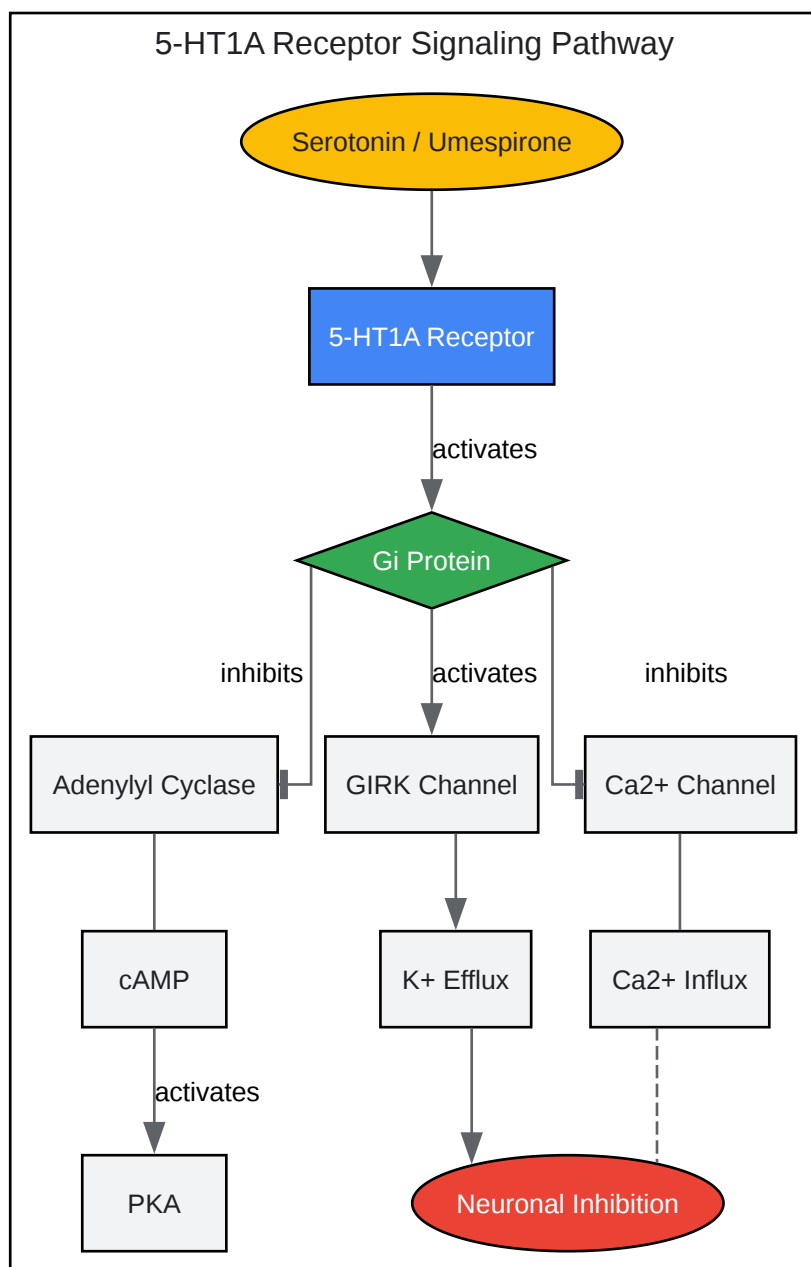 5-HT1A Receptor Signaling Pathway
Serotonin / Umespirone
5-HT1A Receptor
activates
Gi Protein
inhibits
activates
inhibits
Adenylyl Cyclase
GIRK Channel
Ca2+ Channel
cAMP
K+ Efflux
Ca2+ Influx
activates
PKA
Neuronal Inhibition